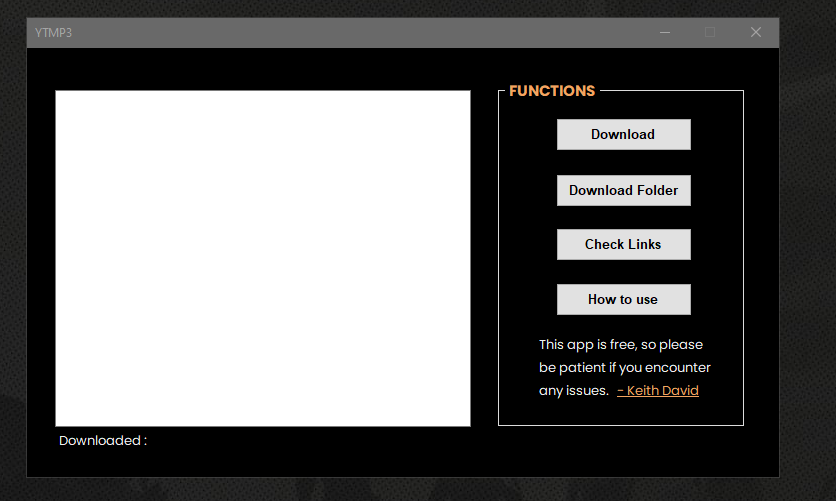 YTMP3
FUNCTIONS
Download
Download Folder
Check Links
How to use
This app is free, so please
be patient if you encounter
any issues. - Keith David
Downloaded :